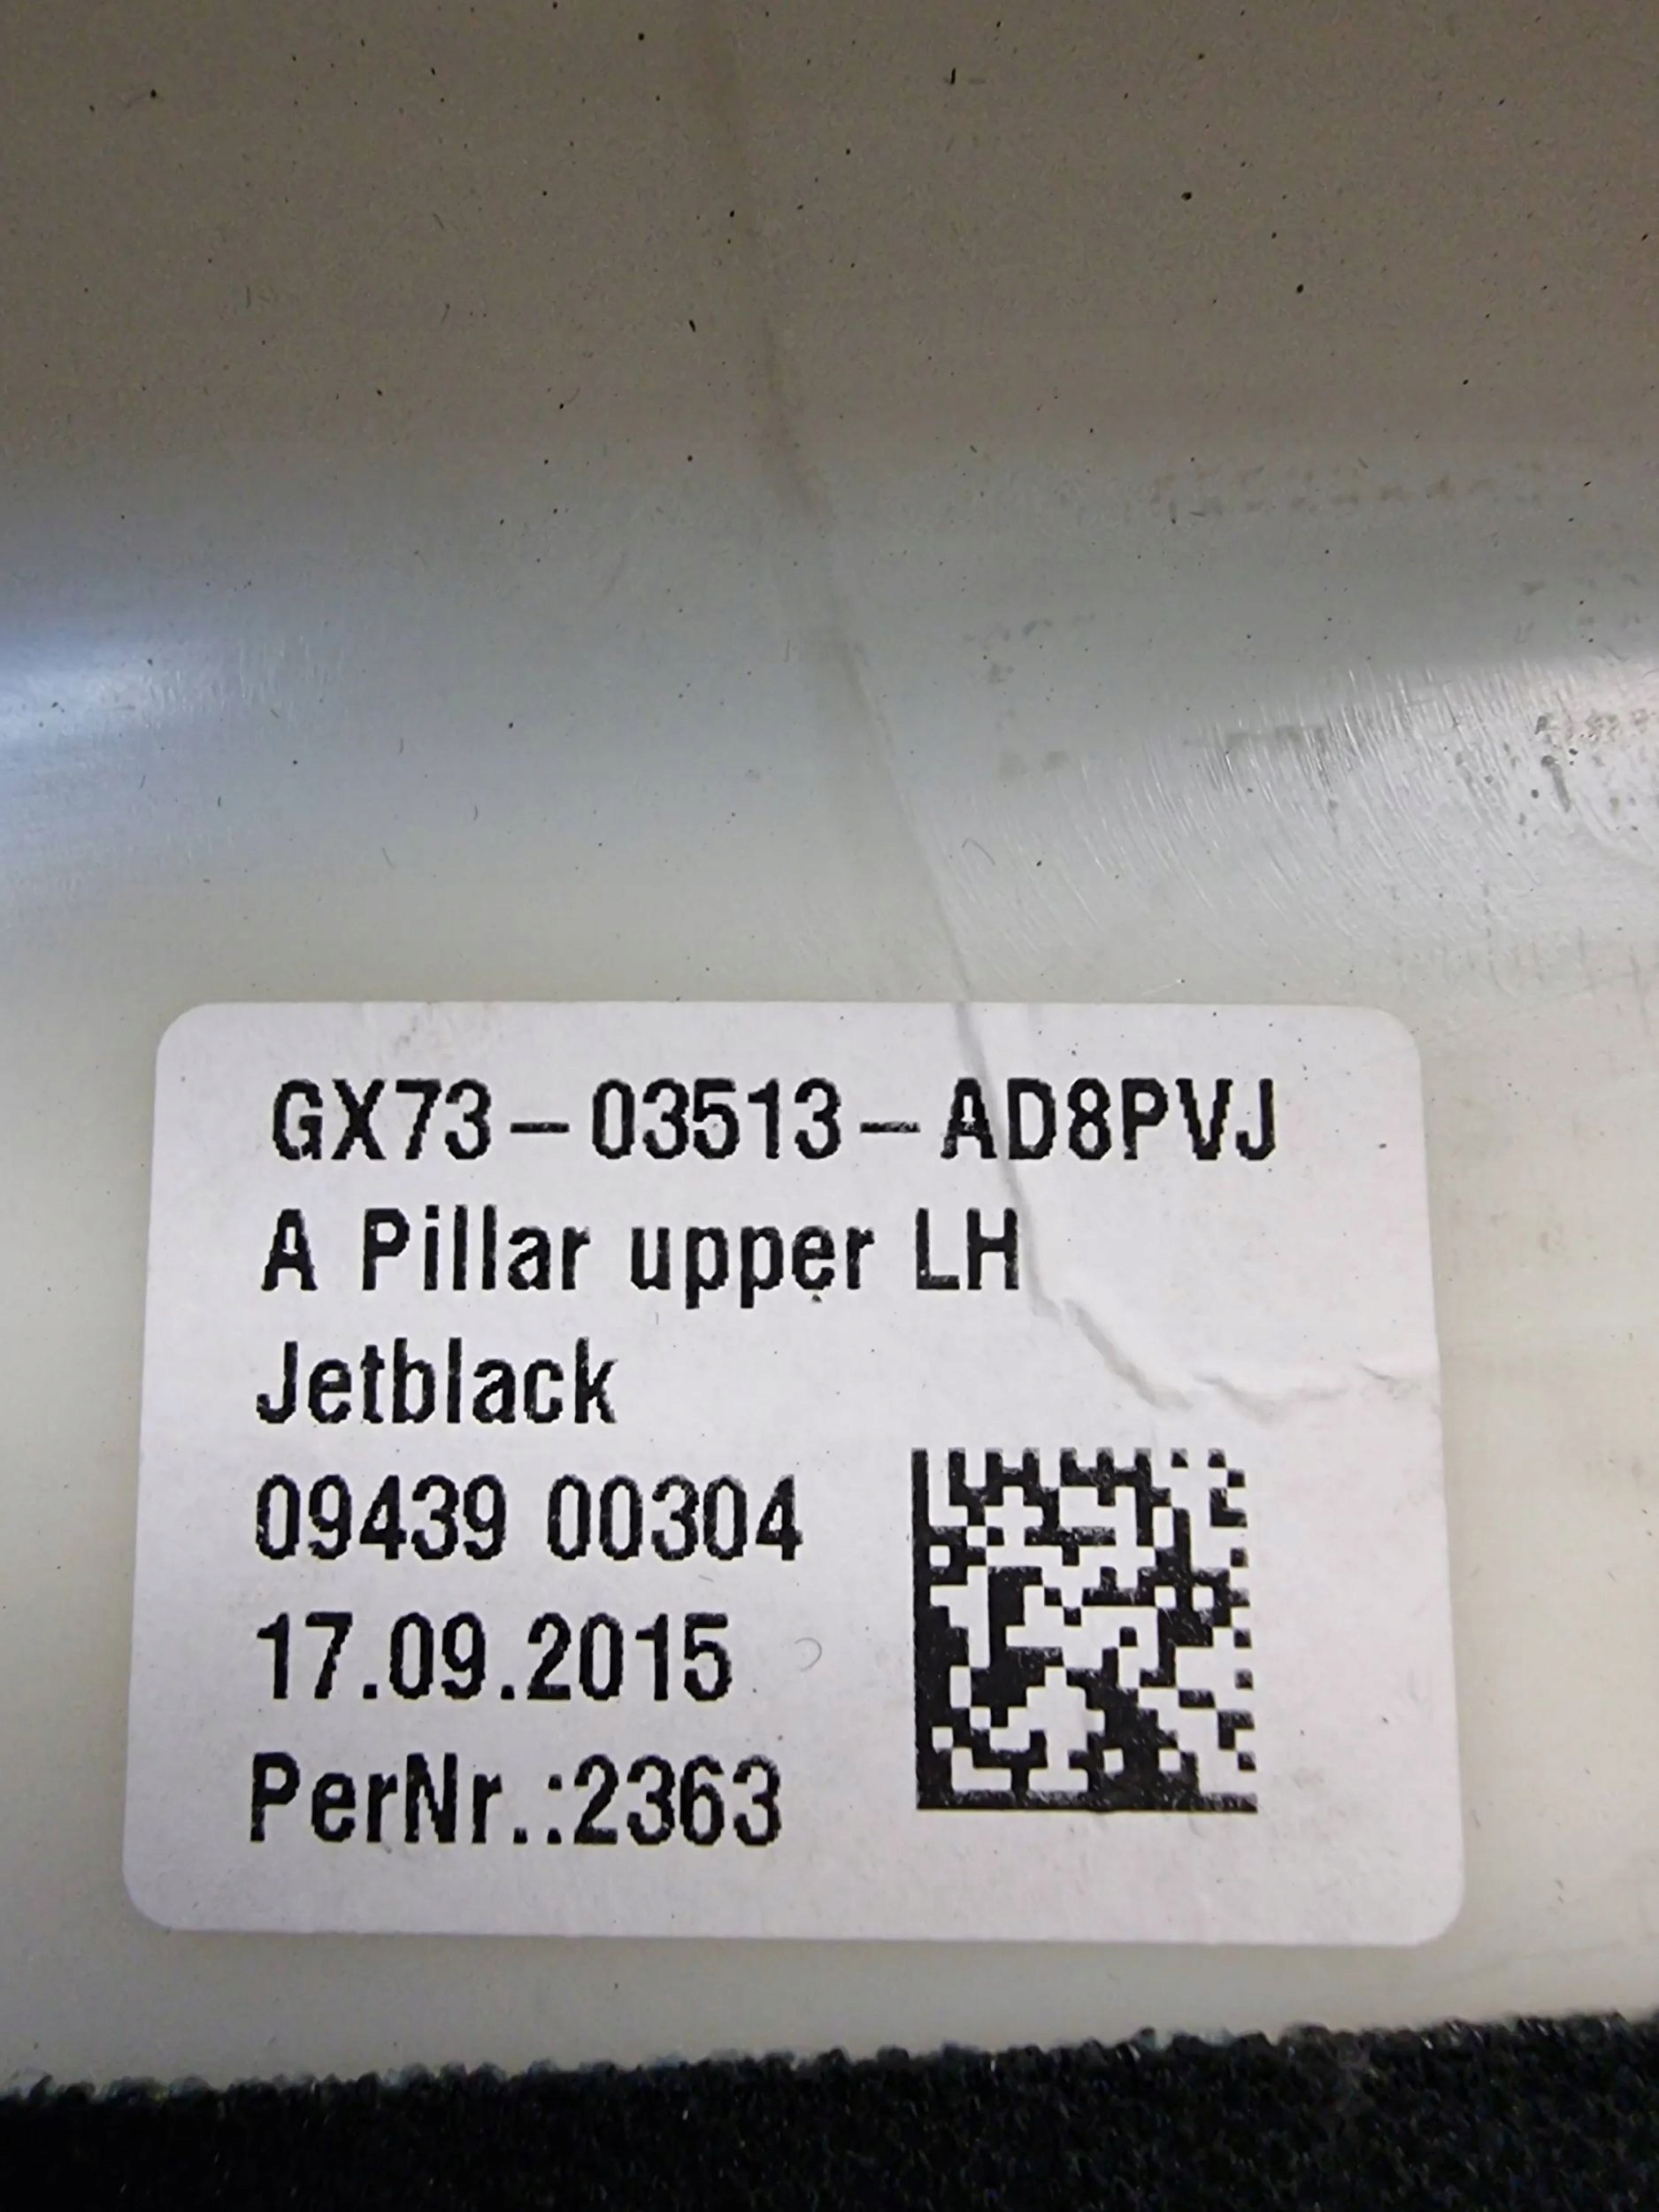 GX73-03513-AD8PVJ
A Pillar upper LH
Jetblack
09439 00304
17.09.2015
PerNr.:2363